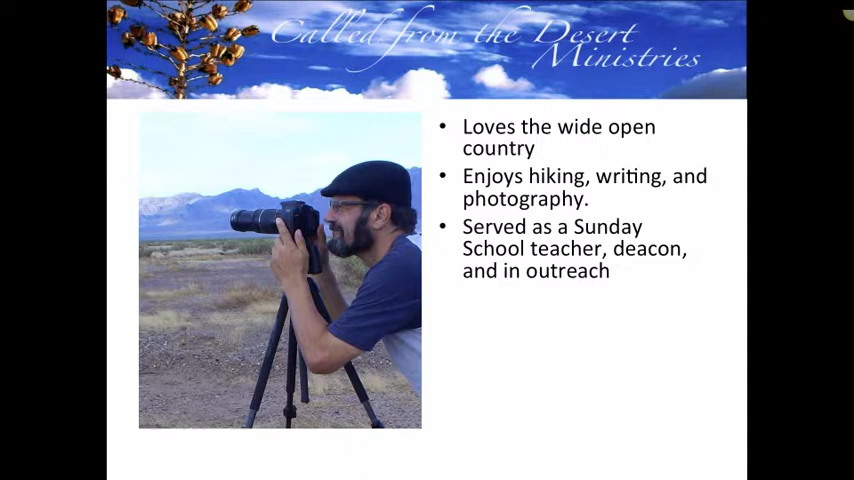 Called from the Desert
Ministries
• Loves the wide open
country
• Enjoys hiking, writing, and
photography.
• Served as a Sunday
School teacher, deacon,
and in outreach